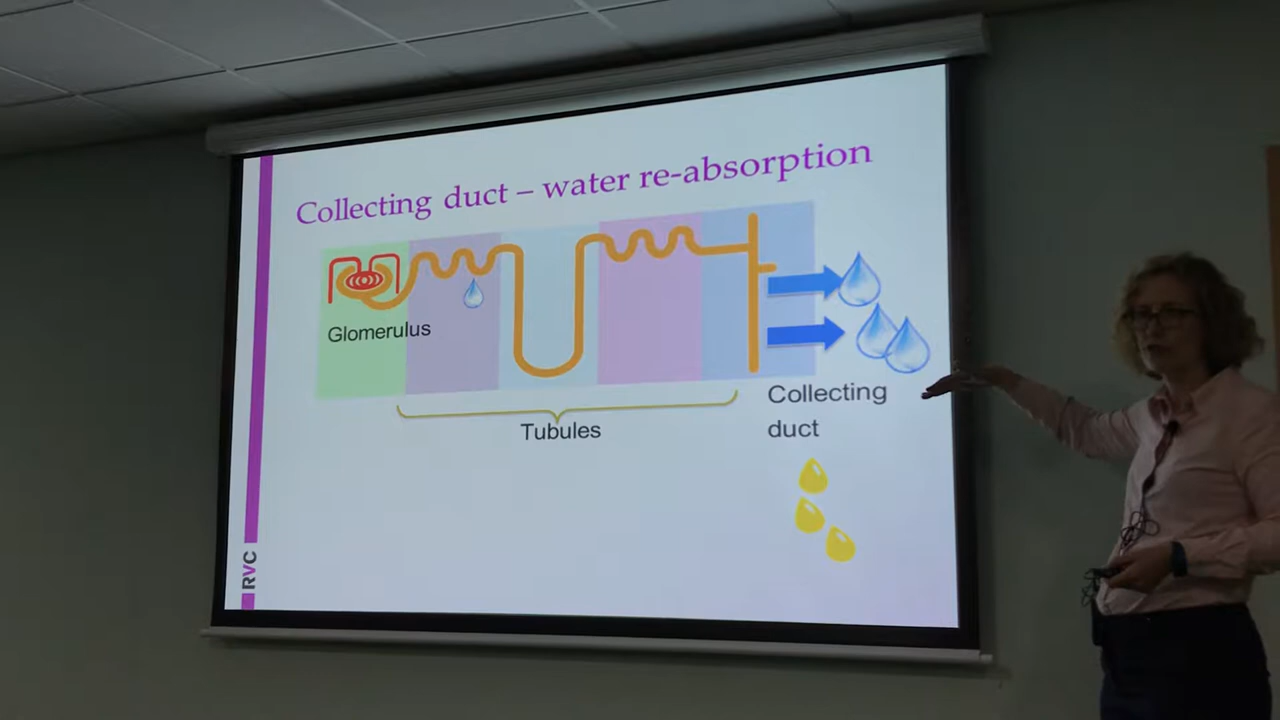 Collecting duct – water re-absorption
Glomerulus
Tubules
Collecting
duct
RVC